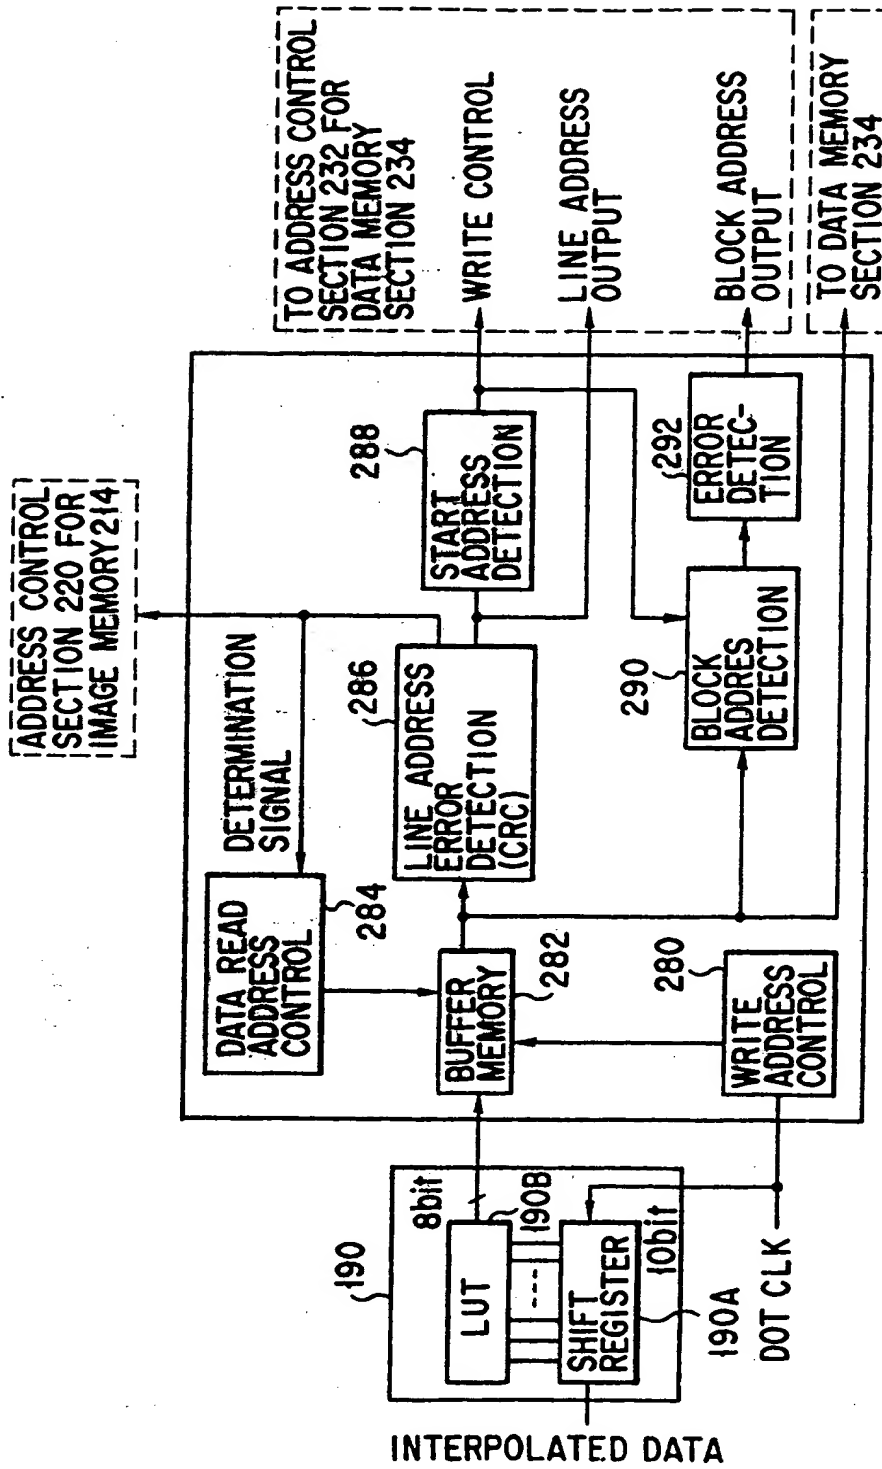 ADDRESS CONTROL
SECTION 220 FOR
IMAGE MEMORY 214
TO ADDRESS CONTROL
SECTION 232 FOR
DATA MEMORY
SECTION 234
WRITE CONTROL
LINE ADDRESS
OUTPUT
BLOCK ADDRESS
OUTPUT
TO DATA MEMORY
SECTION 234
DETERMINATION
SIGNAL
DATA READ
ADDRESS
CONTROL
284
LINE ADDRESS
ERROR
DETECTION
(CRC)
286
START
ADDRESS
DETECTION
288
BUFFER
MEMORY
282
BLOCK
ADDRES
DETECTION
290
ERROR
DETEC-
TION
292
WRITE
ADDRESS
CONTROL
280
190
8bit
LUT
190B
SHIFT
REGISTER
10bit
190A
DOT CLK
INTERPOLATED DATA